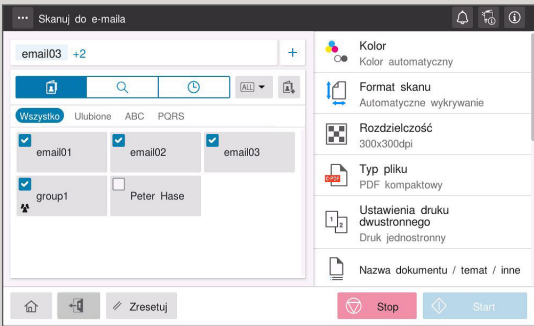 Skanuj do e-maila
email03 +2 +
ALL
Wszystko Ulubione ABC PQRS
email01 email02 email03
group1 Peter Hase
Kolor
Kolor automatyczny
Format skanu
Automatyczne wykrywanie
Rozdzielczość
300x300dpi
Typ pliku
PDF kompaktowy
Ustawienia druku
dwustronnego
Druk jednostronny
Nazwa dokumentu / temat / inne
Zresetuj
Stop
Start